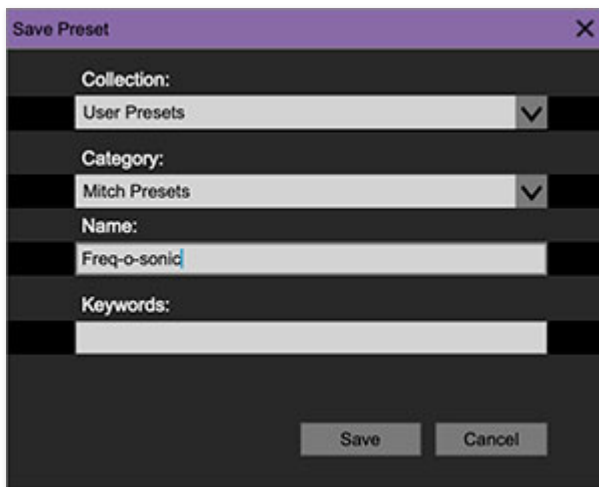 Save Preset
Collection:
User Presets
Category:
Mitch Presets
Name:
Freq-o-sonic
Keywords:
Save Cancel